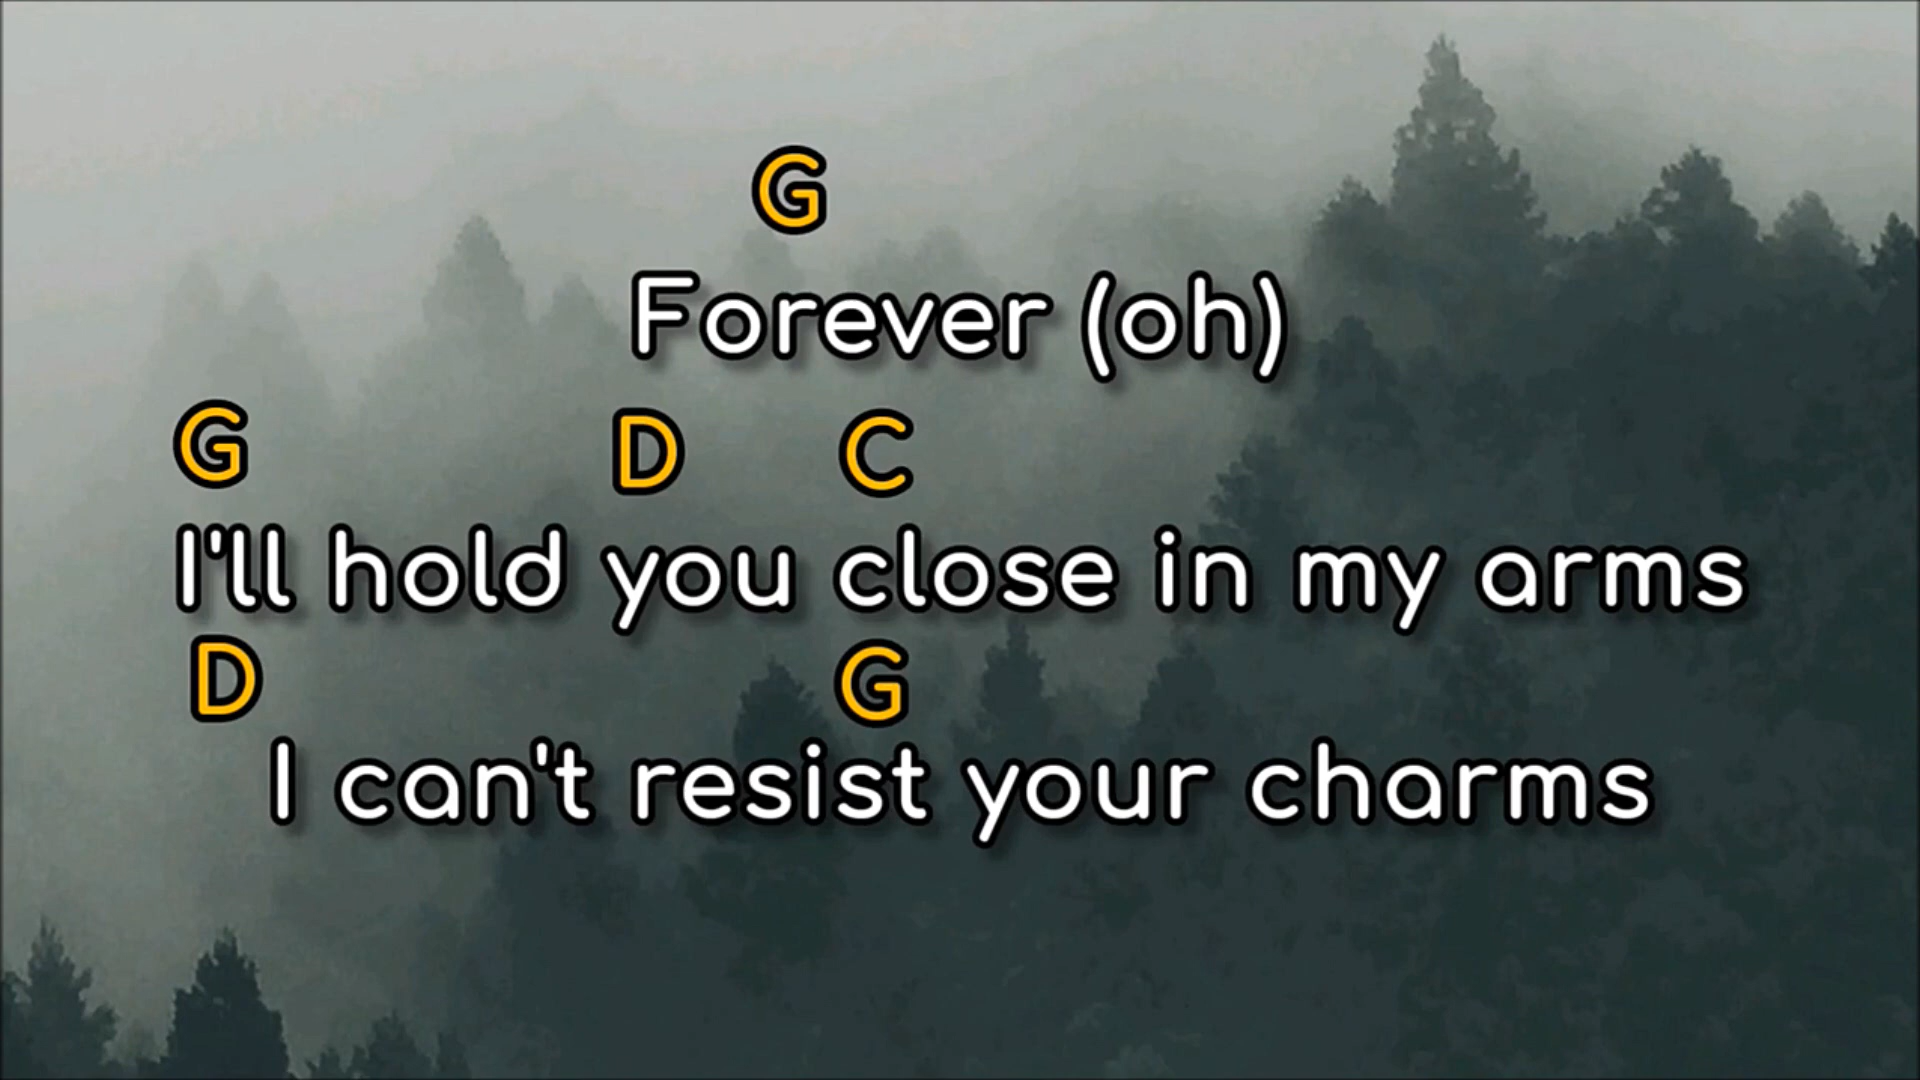 G
Forever (oh)
G D C
I'll hold you close in my arms
D G
I can't resist your charms